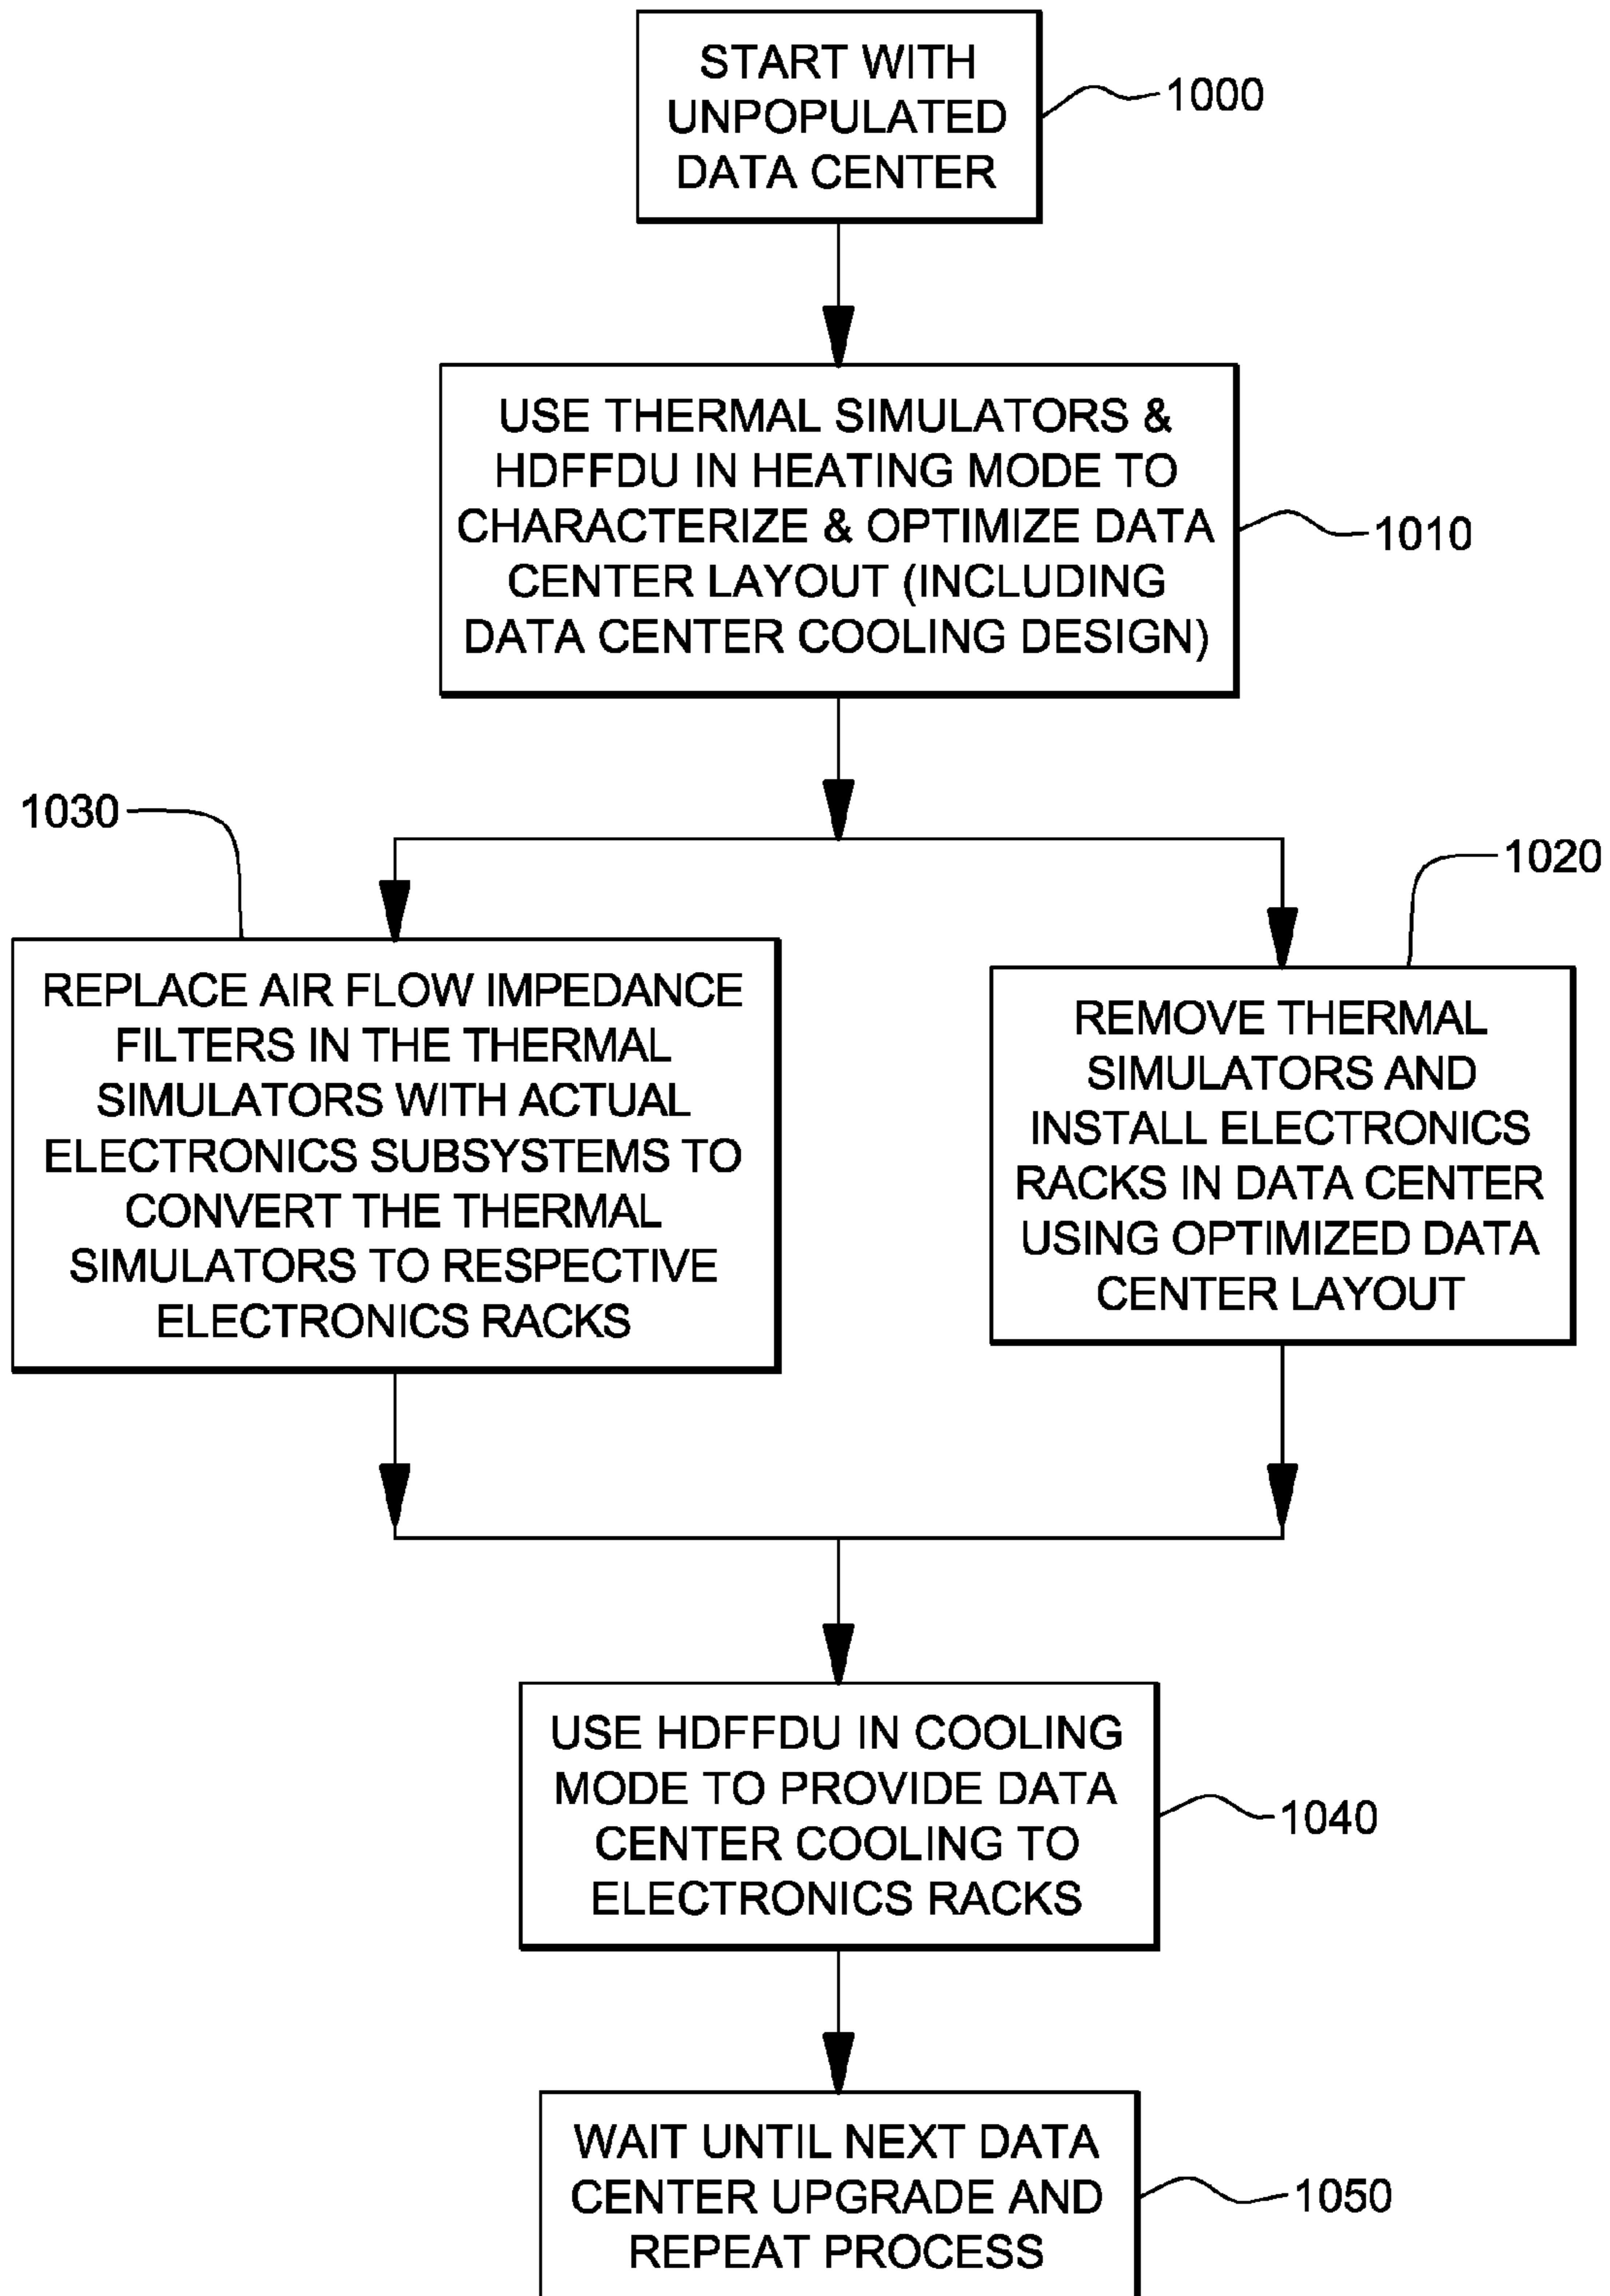 START WITH
UNPOPULATED
DATA CENTER
1000
USE THERMAL SIMULATORS &
HDFFDU IN HEATING MODE TO
CHARACTERIZE & OPTIMIZE DATA
CENTER LAYOUT (INCLUDING
DATA CENTER COOLING DESIGN)
1010
1030
REPLACE AIR FLOW IMPEDANCE
FILTERS IN THE THERMAL
SIMULATORS WITH ACTUAL
ELECTRONICS SUBSYSTEMS TO
CONVERT THE THERMAL
SIMULATORS TO RESPECTIVE
ELECTRONICS RACKS
1020
REMOVE THERMAL
SIMULATORS AND
INSTALL ELECTRONICS
RACKS IN DATA CENTER
USING OPTIMIZED DATA
CENTER LAYOUT
USE HDFFDU IN COOLING
MODE TO PROVIDE DATA
CENTER COOLING TO
ELECTRONICS RACKS
1040
WAIT UNTIL NEXT DATA
CENTER UPGRADE AND
REPEAT PROCESS
1050